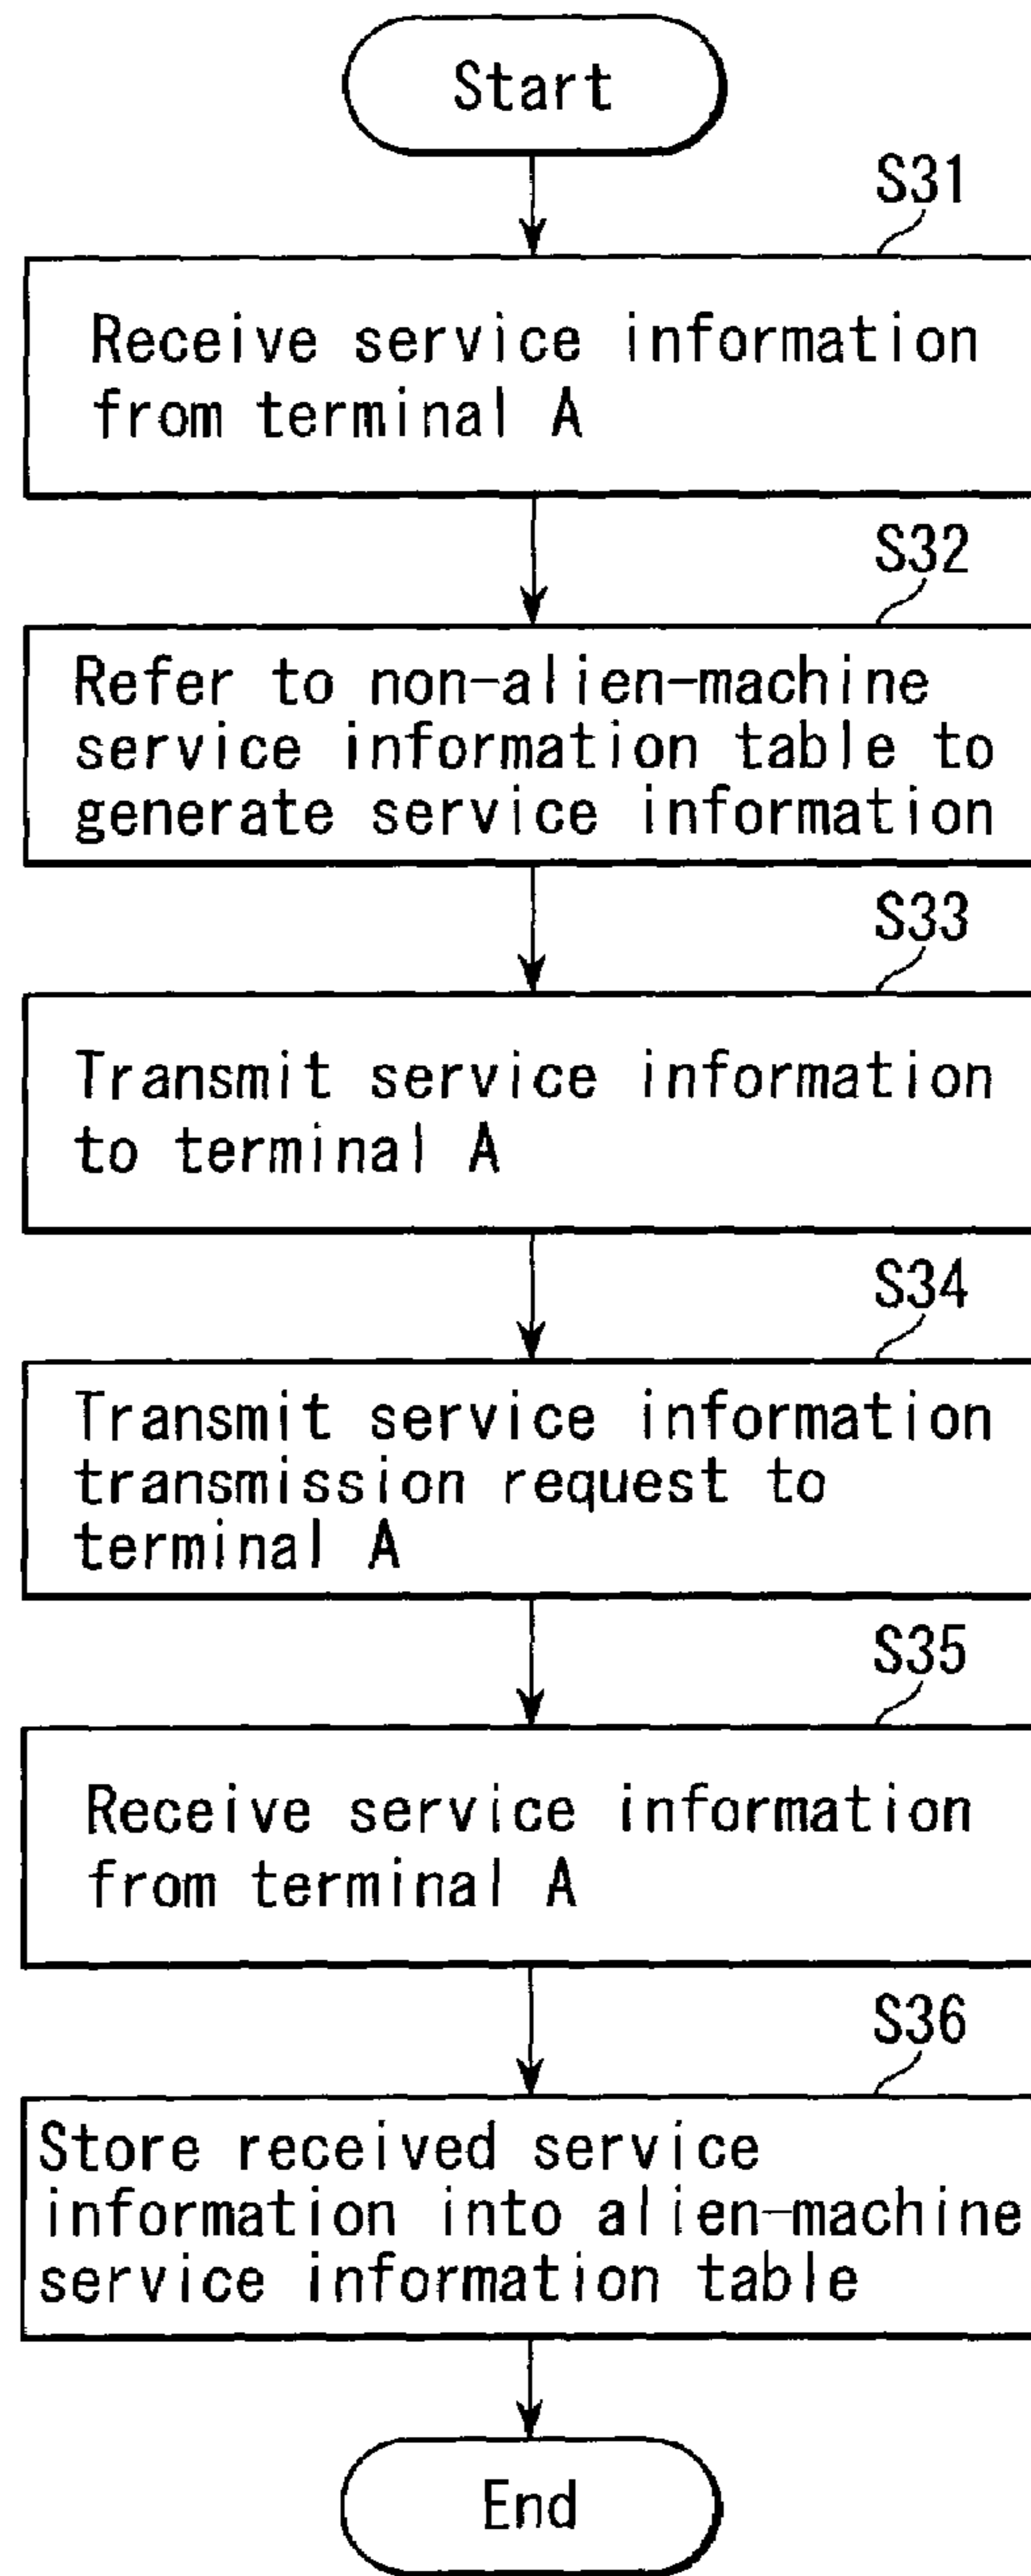 Start
S31
Receive service information
from terminal A
S32
Refer to non-alien-machine
service information table to
generate service information
S33
Transmit service information
to terminal A
S34
Transmit service information
transmission request to
terminal A
S35
Receive service information
from terminal A
S36
Store received service
information into alien-machine
service information table
End